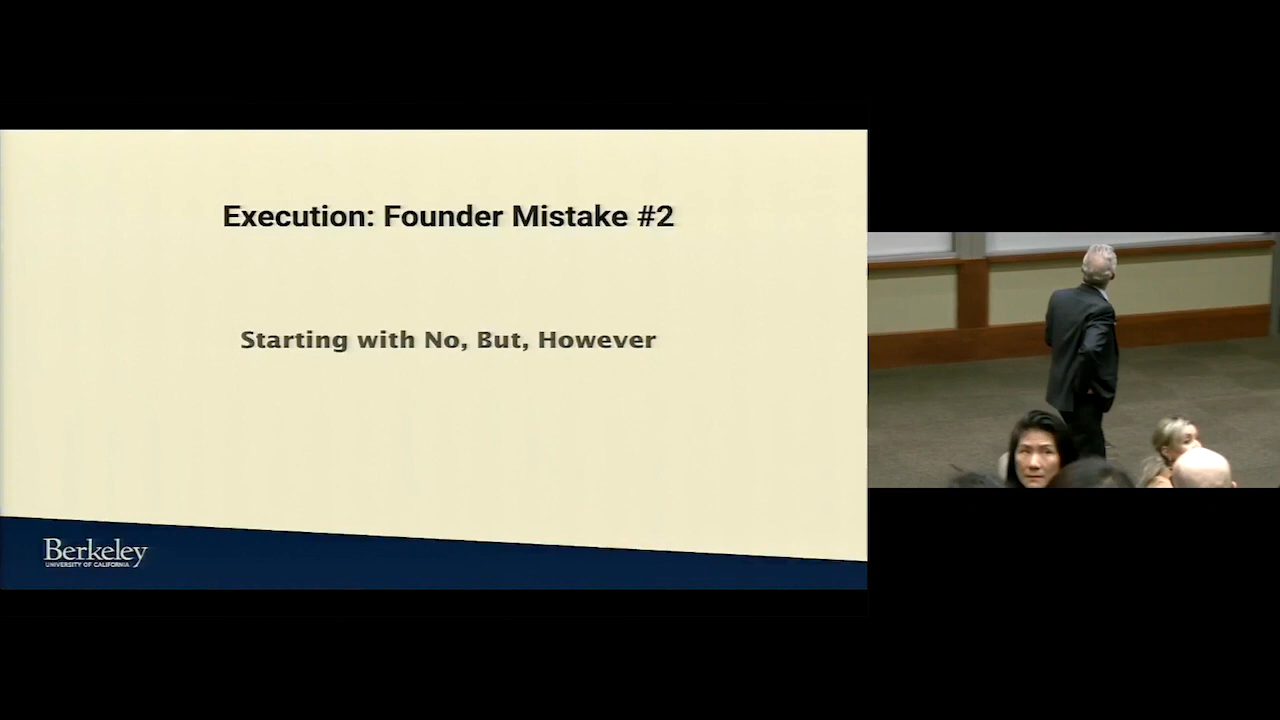 Execution: Founder Mistake #2
Starting with No, But, However
Berkeley
UNIVERSITY OF CALIFORNIA